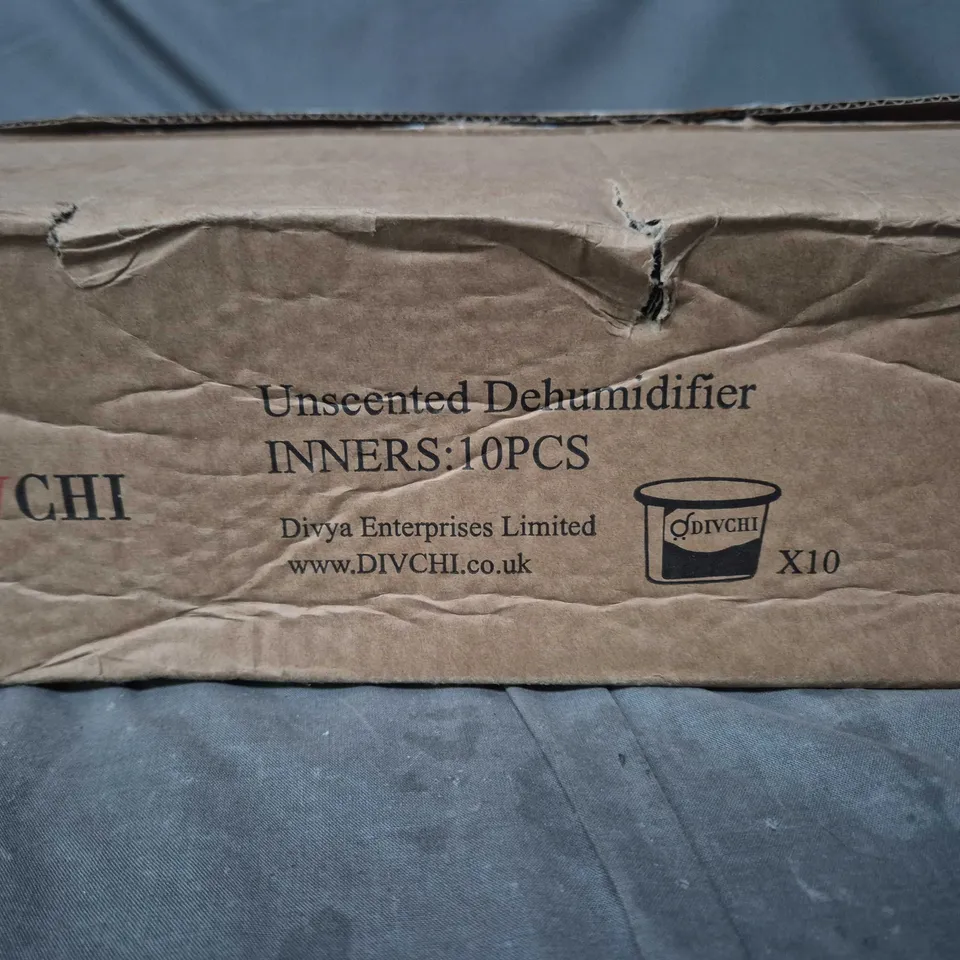 Unscented Dehumidifier
INNERS:10PCS
CHI
Divya Enterprises Limited
www.DIVCHI.co.uk
DIVCHI
X10